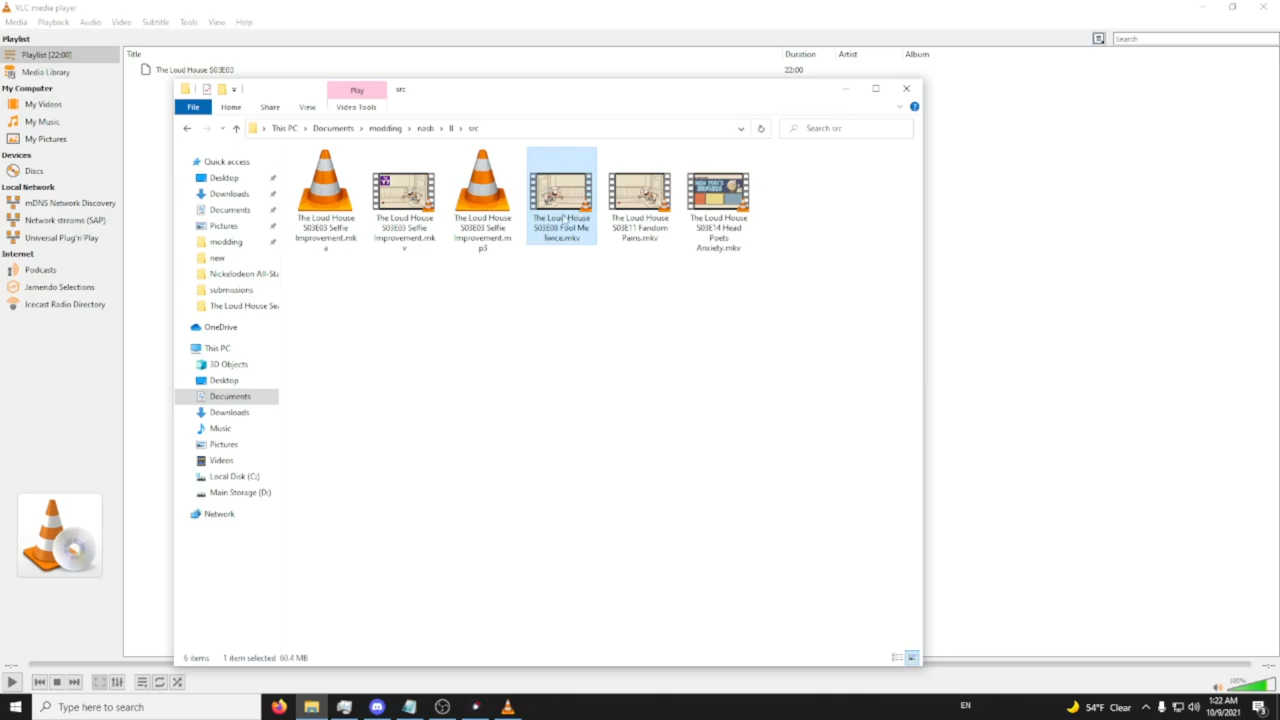 VLC media player
Media Playback Audio Video Subtitle Tools View Help
Playlist
Search
Playlist [22:00]
Title Duration Artist Album
Media Library
The Loud House S03E03 22:00
My Computer
My Videos
My Music
My Pictures
Devices
Discs
Local Network
mDNS Network Discovery
Network streams (SAP)
Universal Plug'n'Play
Internet
Podcasts
Jamendo Selections
Icecast Radio Directory
Play src
File Home Share View Video Tools
This PC > Documents > modding > nasb > ll > src
Search src
Quick access
Desktop
Downloads
Documents
Pictures
modding
new
Nickelodeon All-Sta
submissions
The Loud House Sea
OneDrive
This PC
3D Objects
Desktop
Documents
Downloads
Music
Pictures
Videos
Local Disk (C:)
Main Storage (D:)
Network
The Loud House
S03E03 Selfie
Improvement.mk
a
The Loud House
S03E03 Selfie
Improvement.mk
v
The Loud House
S03E03 Selfie
Improvement.m
p3
The Loud House
S03E08 Fool Me
Twice.mkv
The Loud House
S03E11 Fandom
Pains.mkv
The Loud House
S03E14 Head
Poets
Anxiety.mkv
6 items 1 item selected 60.4 MB
--:-- --:--
100%
Type here to search
EN
54°F Clear
1:22 AM
10/9/2021
3